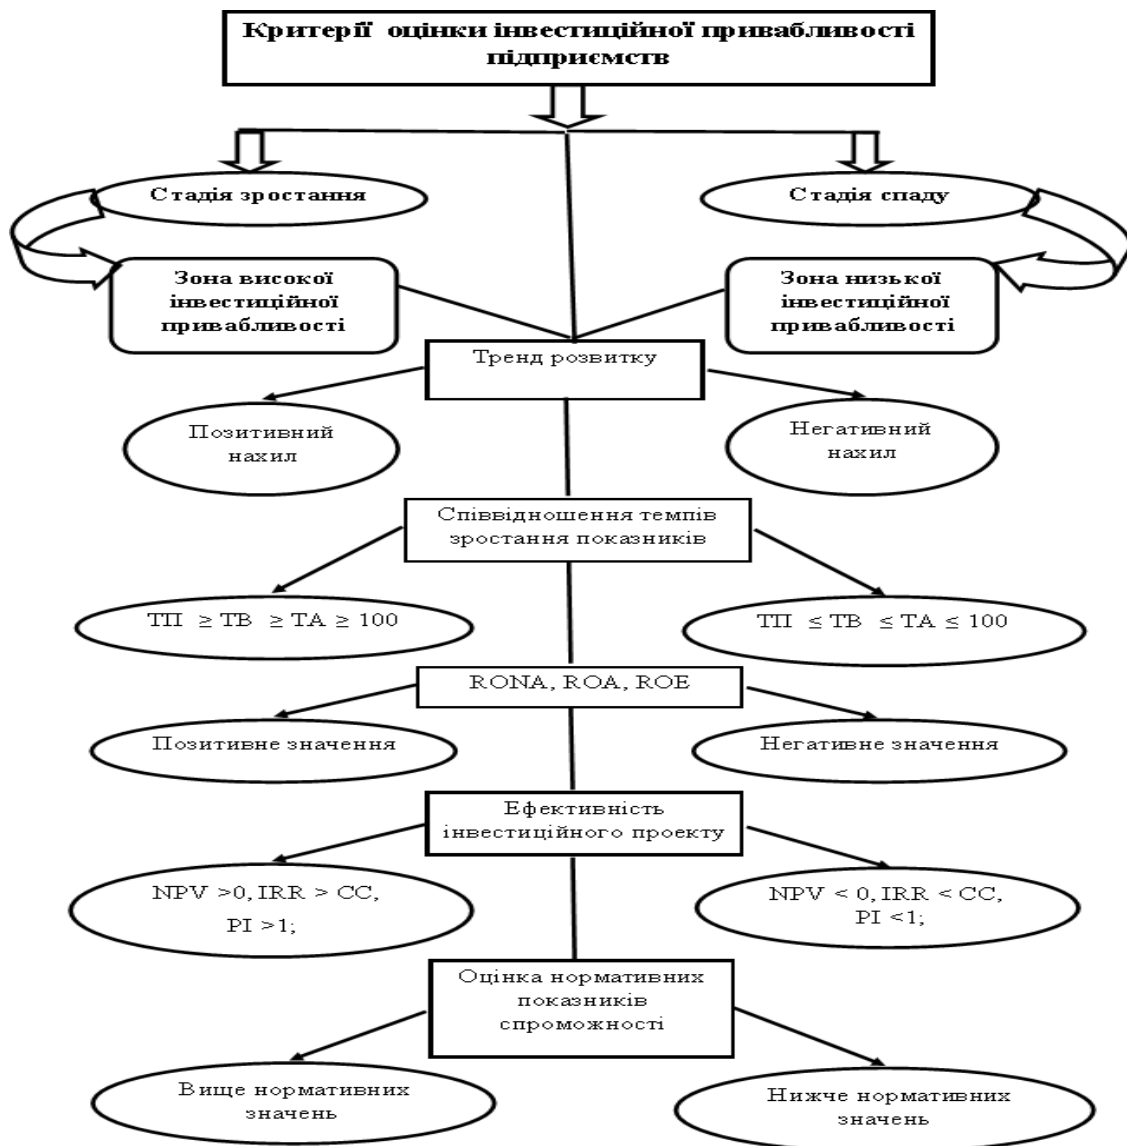 Критерії оцінки інвестиційної привабливості
підприємств
Стадія зростання
Стадія спаду
Зона високої
інвестиційної
привабливості
Зона низької
інвестиційної
привабливості
Тренд розвитку
Позитивний
нахил
Негативний
нахил
Співвідношення темпів
зростання показників
ТП ≥ ТВ ≥ ТА ≥ 100
ТП ≤ ТВ ≤ ТА ≤ 100
RONA, ROA, ROE
Позитивне значення
Негативне значення
Ефективність
інвестиційного проекту
NPV >0, IRR > CC,
PI >1;
NPV < 0, IRR < CC,
PI <1;
Оцінка нормативних
показників
спроможності
Вище нормативних
значень
Нижче нормативних
значень